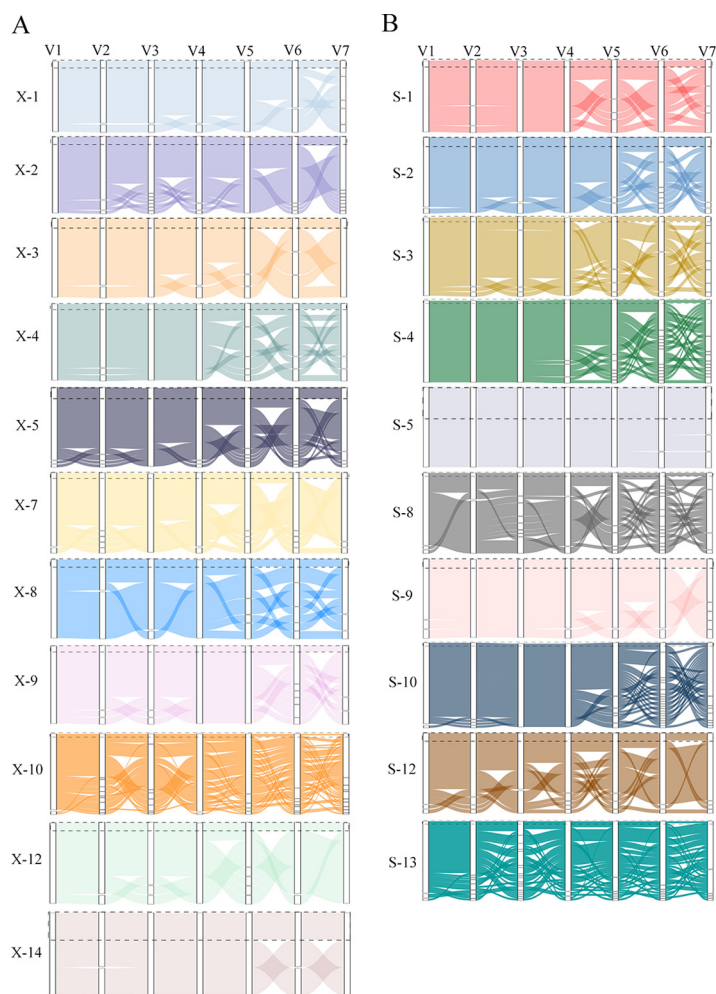 A
V1 V2 V3 V4 V5 V6 V7
X-1
X-2
X-3
X-4
X-5
X-7
X-8
X-9
X-10
X-12
X-14
B
V1 V2 V3 V4 V5 V6 V7
S-1
S-2
S-3
S-4
S-5
S-8
S-9
S-10
S-12
S-13